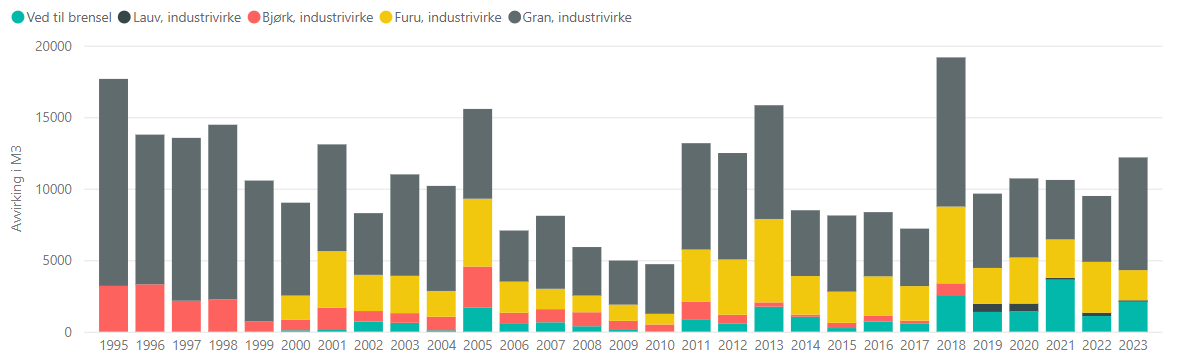 Ved til brensel Lauv, industrivirke Bjørk, industrivirke Furu, industrivirke Gran, industrivirke
20000
15000
10000
5000
0
Avvirking i M3
1995 1996 1997 1998 1999 2000 2001 2002 2003 2004 2005 2006 2007 2008 2009 2010 2011 2012 2013 2014 2015 2016 2017 2018 2019 2020 2021 2022 2023